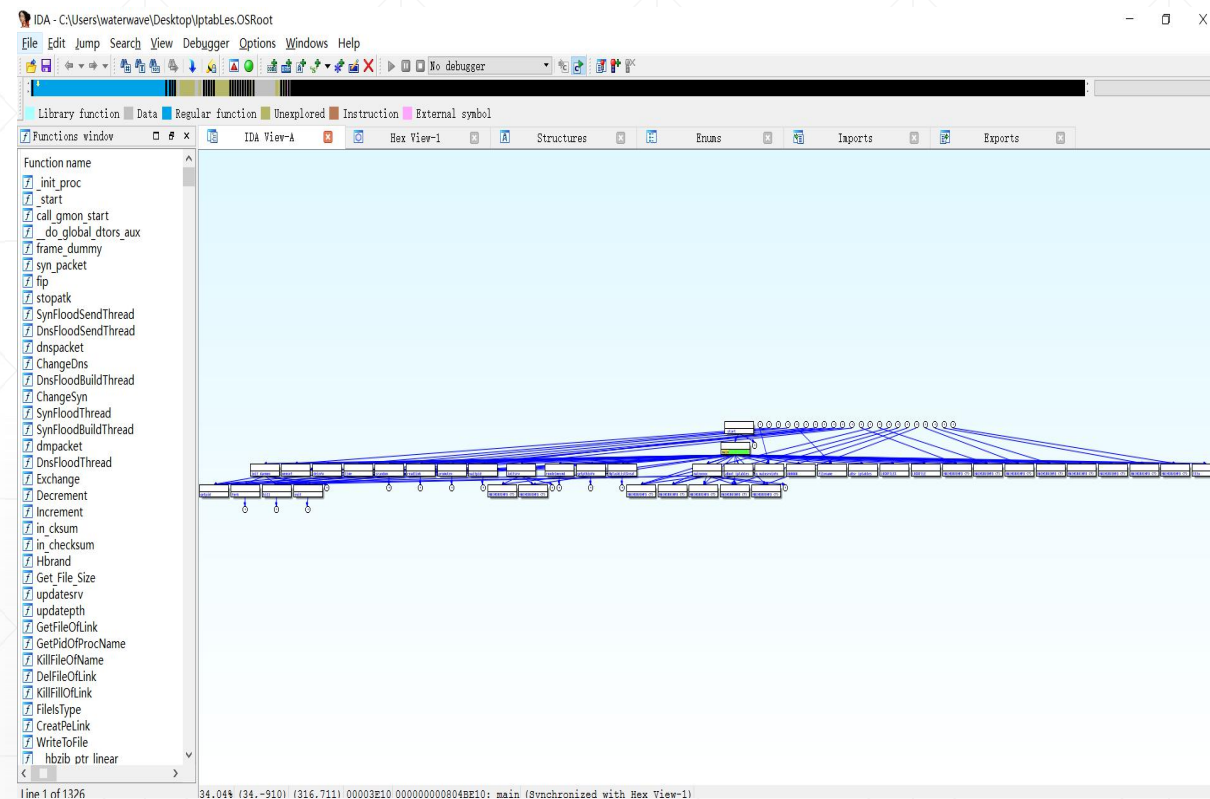 IDA - C:\Users\waterwave\Desktop\IptabLes.OSRoot
File Edit Jump Search View Debugger Options Windows Help
No debugger
Library function Data Regular function Unexplored Instruction External symbol
Functions window IDA View-A Hex View-1 Structures Enums Imports Exports
Function name
_init_proc
_start
call_gmon_start
__do_global_dtors_aux
frame_dummy
syn_packet
fip
stopatk
SynFloodSendThread
DnsFloodSendThread
dnspacket
ChangeDns
DnsFloodBuildThread
ChangeSyn
SynFloodThread
SynFloodBuildThread
dmpacket
DnsFloodThread
Exchange
Decrement
Increment
in_cksum
in_checksum
Hbrand
Get_File_Size
updatesrv
updatepth
GetFileOfLink
GetPidOfProcName
KillFileOfName
DelFileOfLink
KillFillOfLink
FileIsType
CreatPeLink
WriteToFile
__hbzib_ptr_linear
Line 1 of 1326
34.04% (34,-910) (316,711) 00003E10 000000000804BE10: main (Synchronized with Hex View-1)